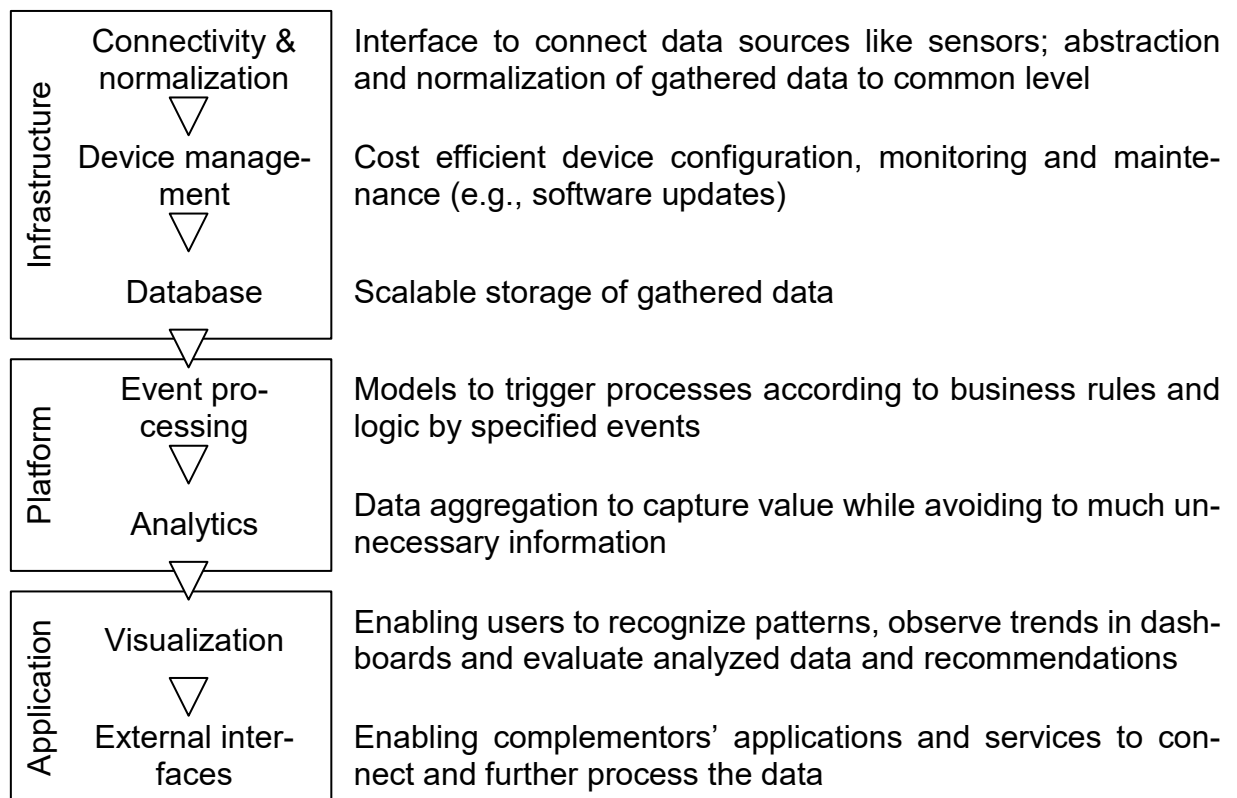 Infrastructure
Connectivity &
normalization
Interface to connect data sources like sensors; abstraction
and normalization of gathered data to common level
Device manage-
ment
Cost efficient device configuration, monitoring and mainte-
nance (e.g., software updates)
Database
Scalable storage of gathered data
Platform
Event pro-
cessing
Models to trigger processes according to business rules and
logic by specified events
Analytics
Data aggregation to capture value while avoiding to much un-
necessary information
Application
Visualization
Enabling users to recognize patterns, observe trends in dash-
boards and evaluate analyzed data and recommendations
External inter-
faces
Enabling complementors’ applications and services to con-
nect and further process the data